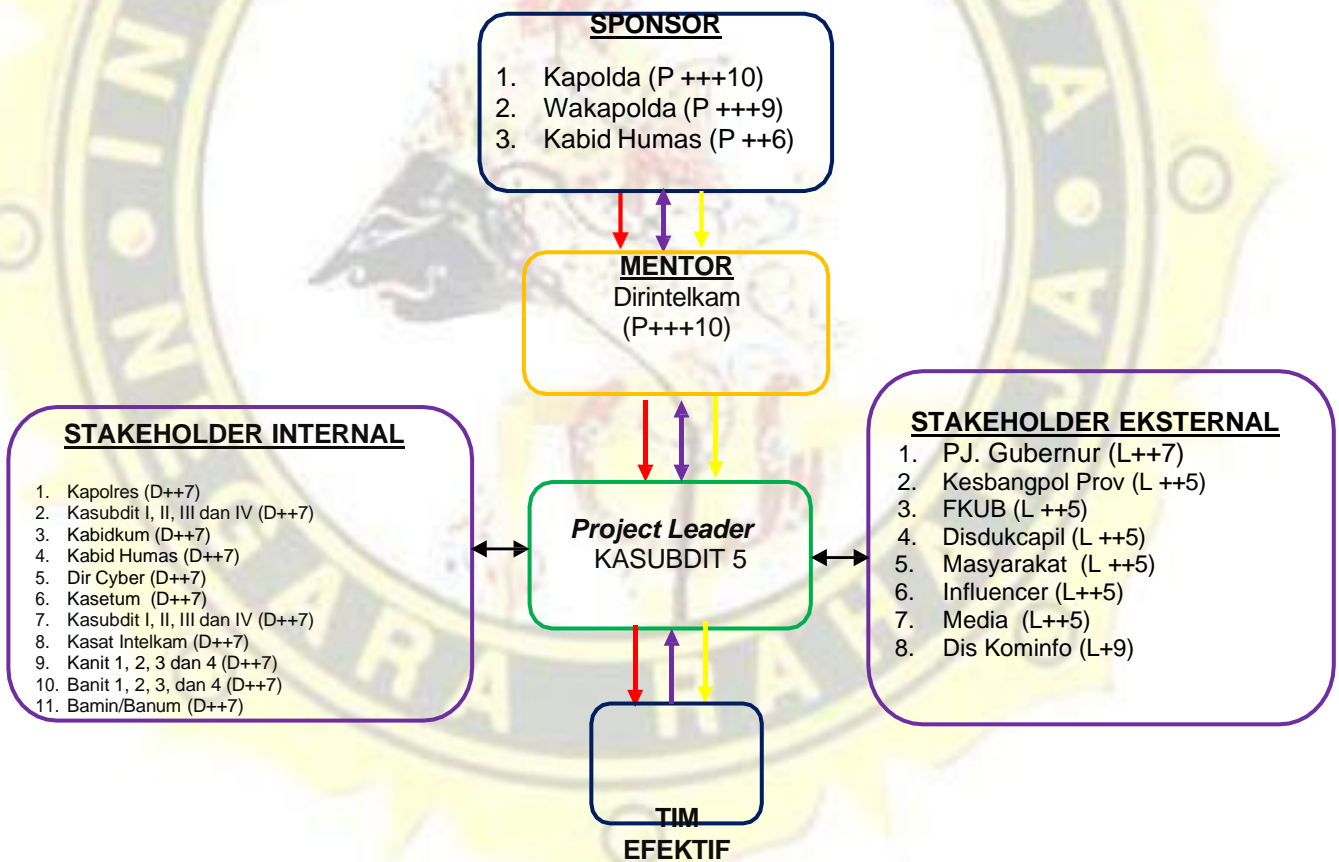 SPONSOR
1. Kapolda (P +++10)
2. Wakapolda (P +++9)
3. Kabid Humas (P ++6)
MENTOR
Dirintelkam
(P+++10)
STAKEHOLDER INTERNAL
1. Kapolres (D++7)
2. Kasubdit I, II, III dan IV (D++7)
3. Kabidkum (D++7)
4. Kabid Humas (D++7)
5. Dir Cyber (D++7)
6. Kasetum (D++7)
7. Kasubdit I, II, III dan IV (D++7)
8. Kasat Intelkam (D++7)
9. Kanit 1, 2, 3 dan 4 (D++7)
10. Banit 1, 2, 3, dan 4 (D++7)
11. Bamin/Banum (D++7)
Project Leader
KASUBDIT 5
STAKEHOLDER EKSTERNAL
1. PJ. Gubernur (L++7)
2. Kesbangpol Prov (L ++5)
3. FKUB (L ++5)
4. Disdukcapil (L ++5)
5. Masyarakat (L ++5)
6. Influencer (L++5)
7. Media (L++5)
8. Dis Kominfo (L+9)
TIM
EFEKTIF